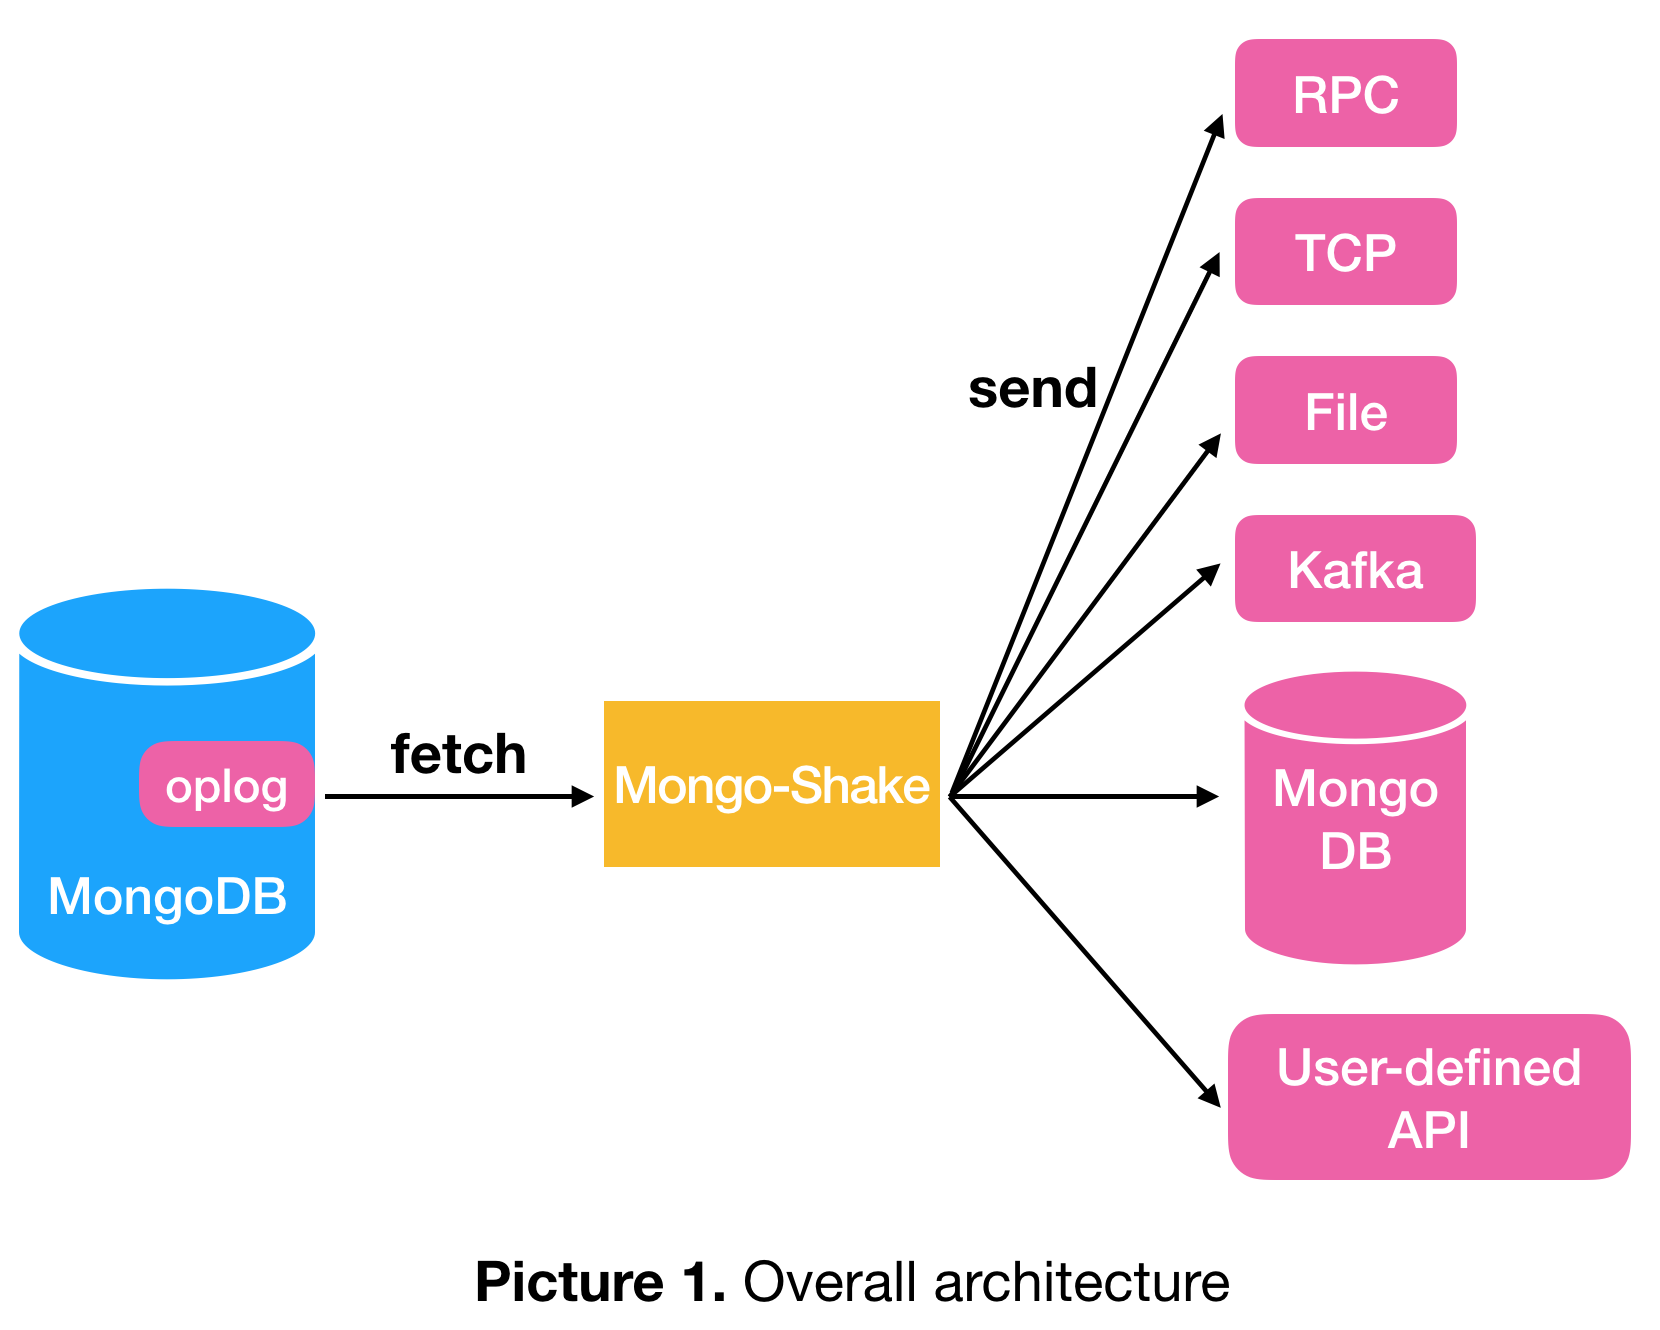 RPC
TCP
send
File
Kafka
fetch
oplog
MongoDB
Mongo-Shake
Mongo
DB
User-defined
API
Picture 1. Overall architecture